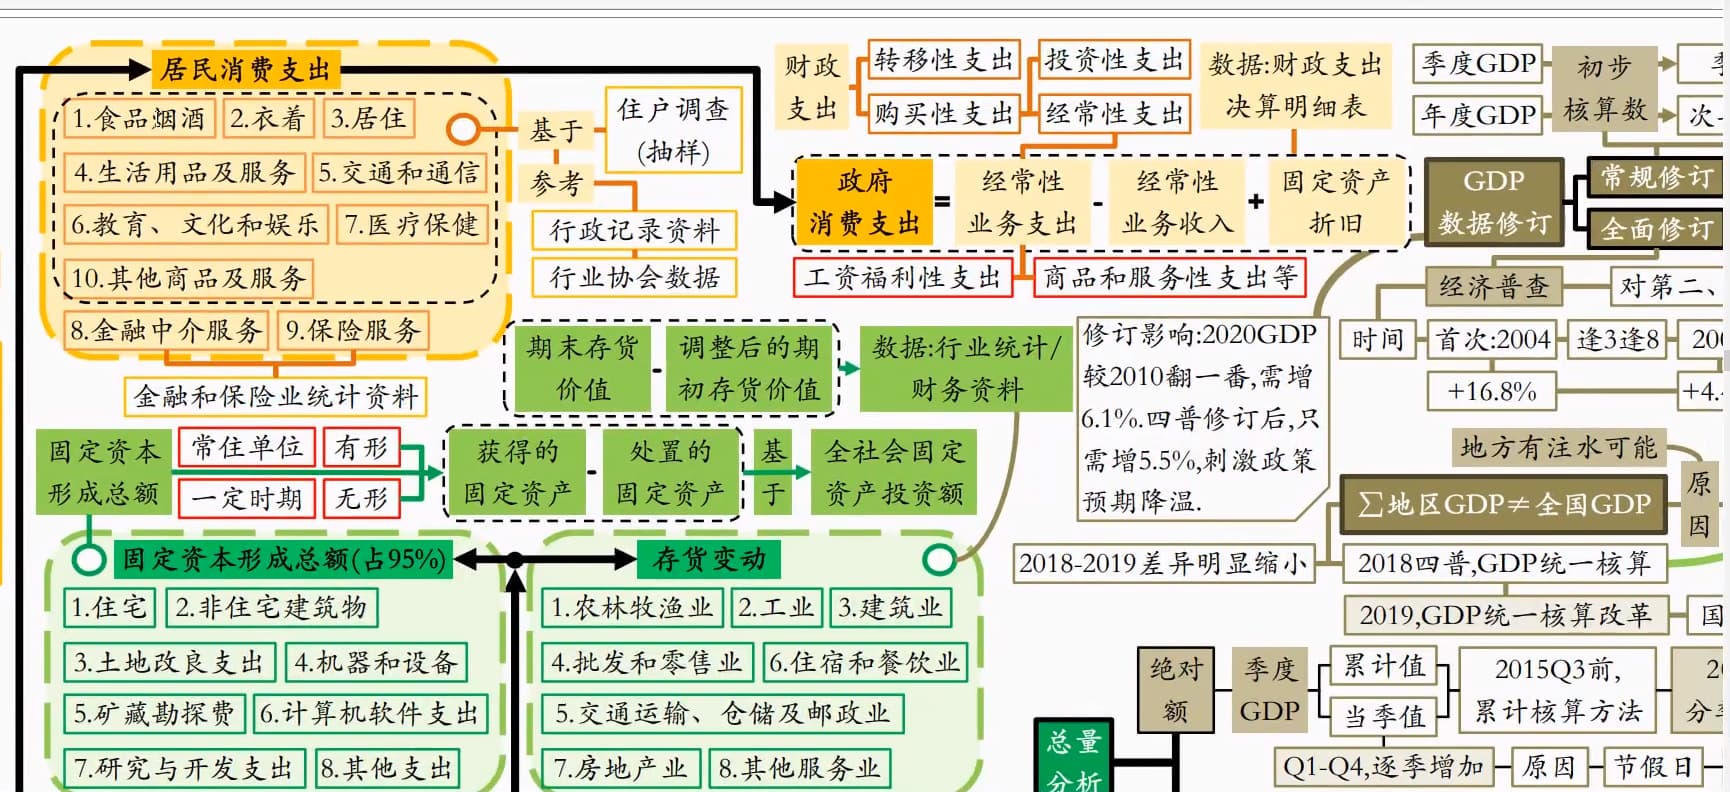 居民消费支出
1.食品烟酒
2.衣着
3.居住
4.生活用品及服务
5.交通和通信
6.教育、文化和娱乐
7.医疗保健
10.其他商品及服务
8.金融中介服务
9.保险服务
金融和保险业统计资料
基于
住户调查
(抽样)
参考
行政记录资料
行业协会数据
财政
支出
转移性支出
购买性支出
投资性支出
经常性支出
数据:财政支出
决算明细表
政府
消费支出
=
经常性
业务支出
-
经常性
业务收入
+
固定资产
折旧
工资福利性支出
商品和服务性支出等
季度GDP
年度GDP
初步
核算数
次
GDP
数据修订
常规修订
全面修订
经济普查
对第二、
时间
首次:2004
逢3逢8
200
+16.8%
+4.
期末存货
价值
-
调整后的期
初存货价值
数据:行业统计/
财务资料
修订影响:2020GDP
较2010翻一番,需增
6.1%.四普修订后,只
需增5.5%,刺激政策
预期降温.
固定资本
形成总额
常住单位
有形
一定时期
无形
获得的
固定资产
-
处置的
固定资产
基
于
全社会固定
资产投资额
地方有注水可能
原
因
∑地区GDP≠全国GDP
2018-2019差异明显缩小
2018四普,GDP统一核算
2019,GDP统一核算改革
国
固定资本形成总额(占95%)
1.住宅
2.非住宅建筑物
3.土地改良支出
4.机器和设备
5.矿藏勘探费
6.计算机软件支出
7.研究与开发支出
8.其他支出
存货变动
1.农林牧渔业
2.工业
3.建筑业
4.批发和零售业
6.住宿和餐饮业
5.交通运输、仓储及邮政业
7.房地产业
8.其他服务业
总量
分析
绝对
额
季度
GDP
累计值
当季值
2015Q3前,
累计核算方法
20
分
Q1-Q4,逐季增加
原因
节假日